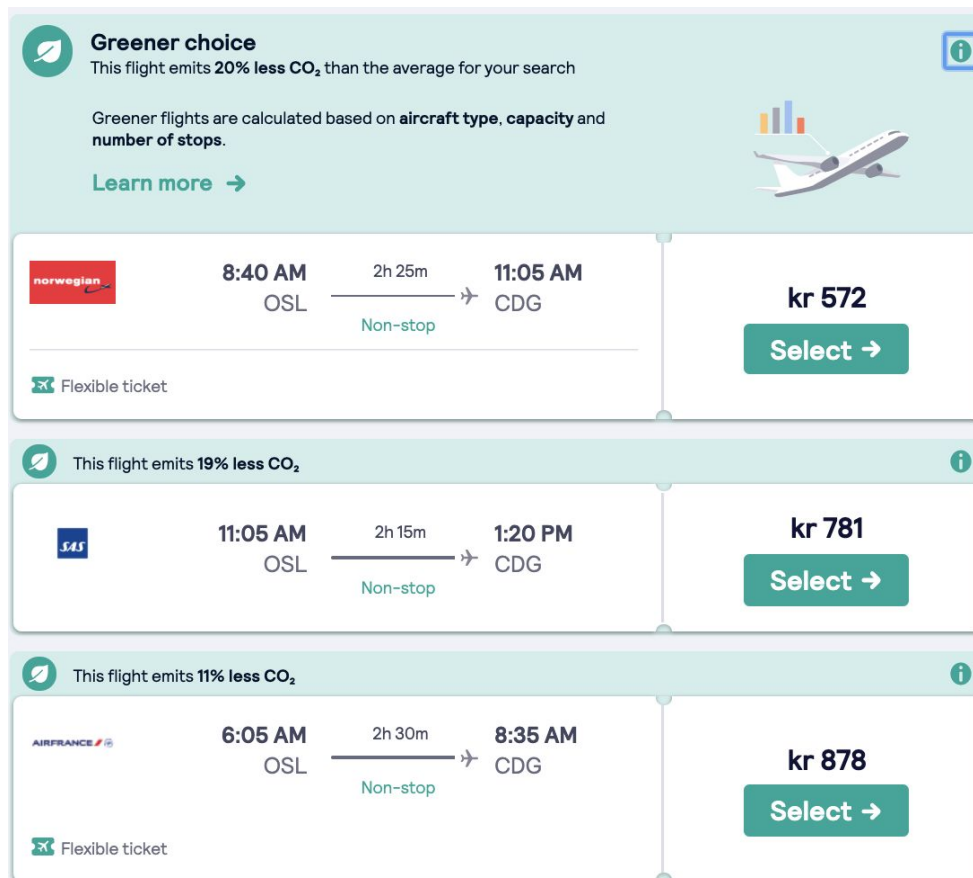 Greener choice
This flight emits 20% less CO₂ than the average for your search
Greener flights are calculated based on aircraft type, capacity and
number of stops.
Learn more →
norwegian
8:40 AM 2h 25m 11:05 AM
OSL CDG
Non-stop
kr 572
Select →
Flexible ticket
This flight emits 19% less CO₂
SAS
11:05 AM 2h 15m 1:20 PM
OSL CDG
Non-stop
kr 781
Select →
This flight emits 11% less CO₂
AIRFRANCE
6:05 AM 2h 30m 8:35 AM
OSL CDG
Non-stop
kr 878
Select →
Flexible ticket